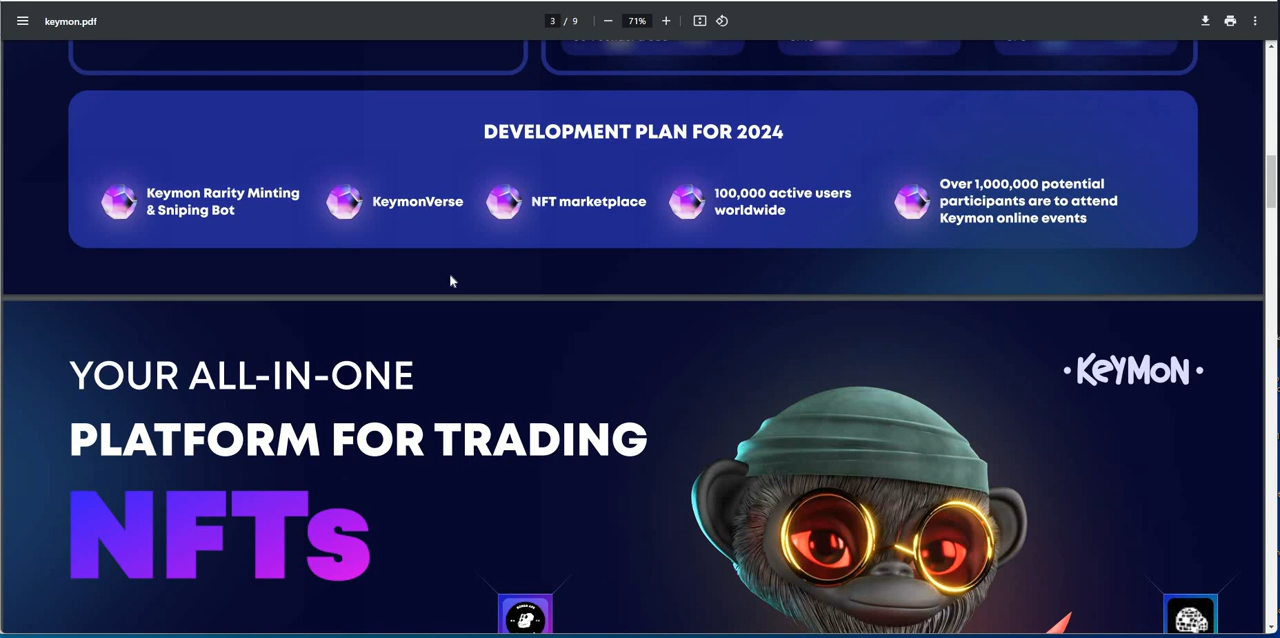 keymon.pdf
3 / 9
71%
DEVELOPMENT PLAN FOR 2024
Keymon Rarity Minting
& Sniping Bot
KeymonVerse
NFT marketplace
100,000 active users
worldwide
Over 1,000,000 potential
participants are to attend
Keymon online events
YOUR ALL-IN-ONE
PLATFORM FOR TRADING
NFTs
KEYMON